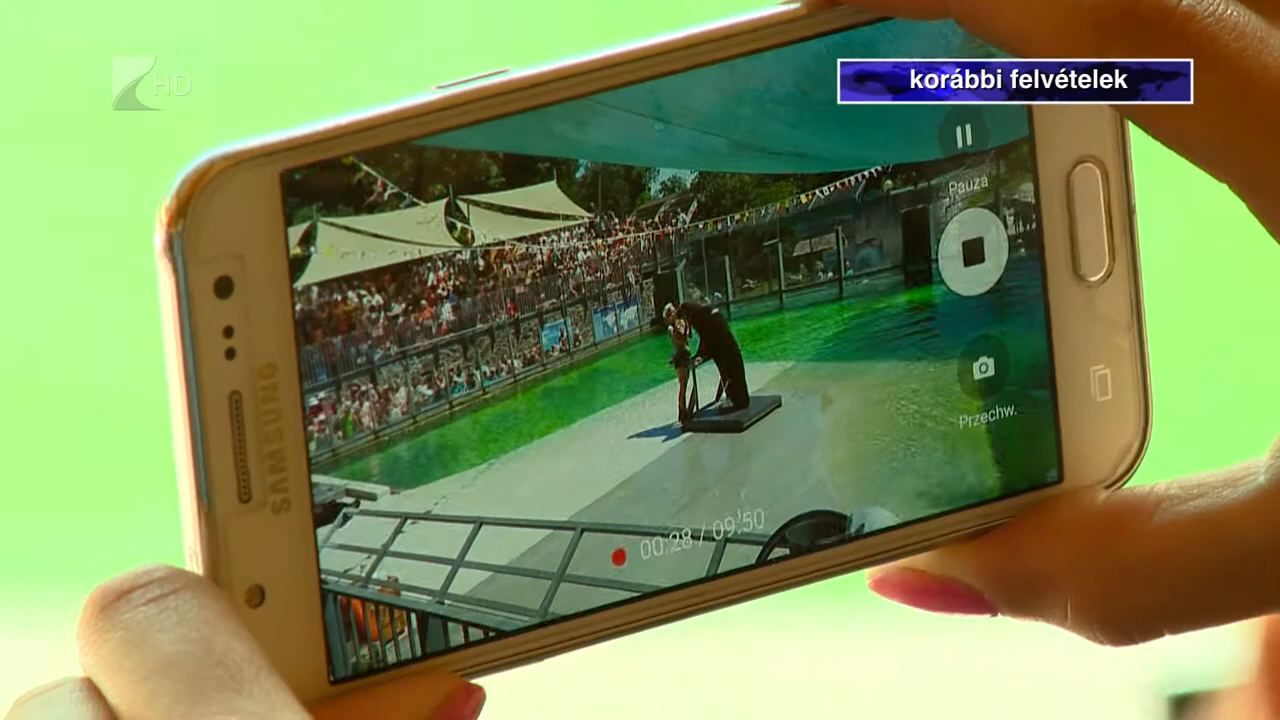 HD
korábbi felvételek
Pauza
SAMSUNG
Przechw.
00:28 / 09:50